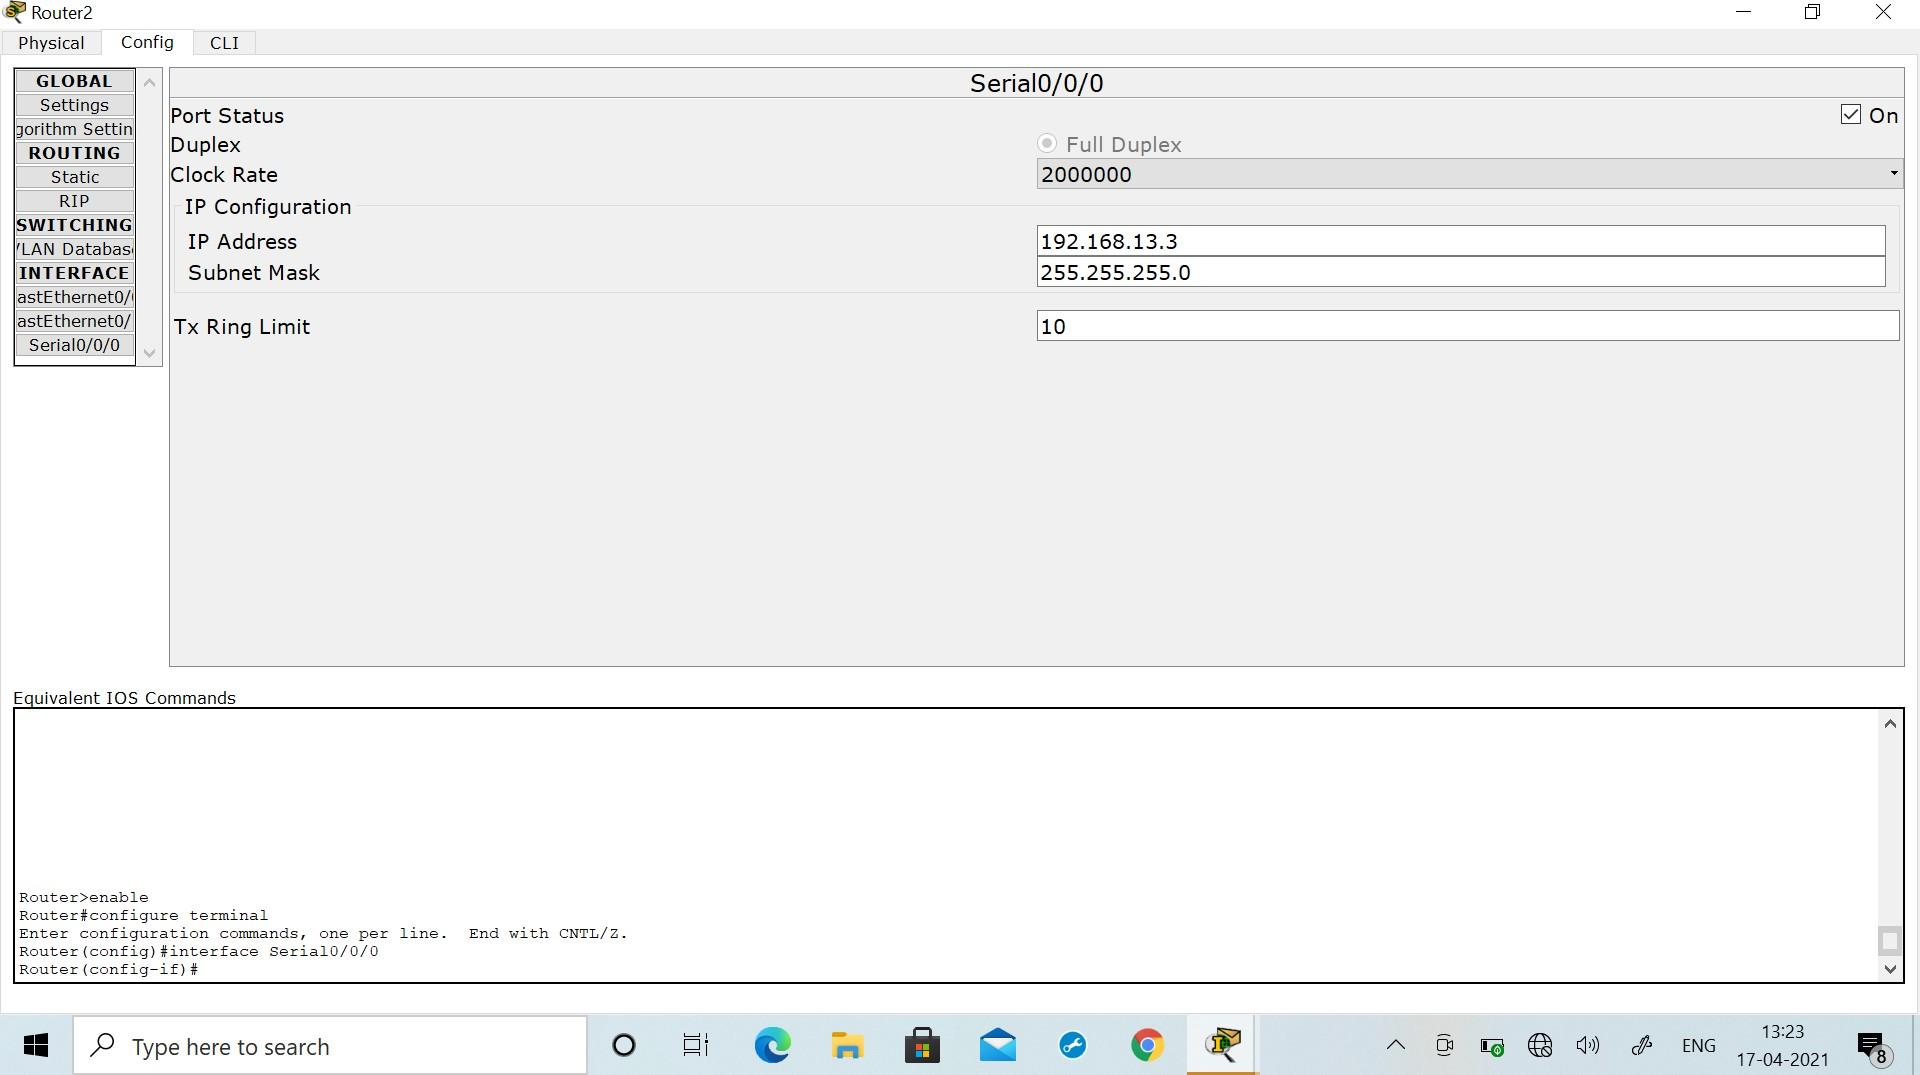 Router2
Physical
Config
CLI
GLOBAL
Settings
gorithm Settin
ROUTING
Static
RIP
SWITCHING
LAN Databas
INTERFACE
astEthernet0/
astEthernet0/
Serial0/0/0
Serial0/0/0
Port Status
On
Duplex
Full Duplex
Clock Rate
2000000
IP Configuration
IP Address
192.168.13.3
Subnet Mask
255.255.255.0
Tx Ring Limit
10
Equivalent IOS Commands
Router>enable
Router#configure terminal
Enter configuration commands, one per line.  End with CNTL/Z.
Router(config)#interface Serial0/0/0
Router(config-if)#
Type here to search
ENG
13:23
17-04-2021
8